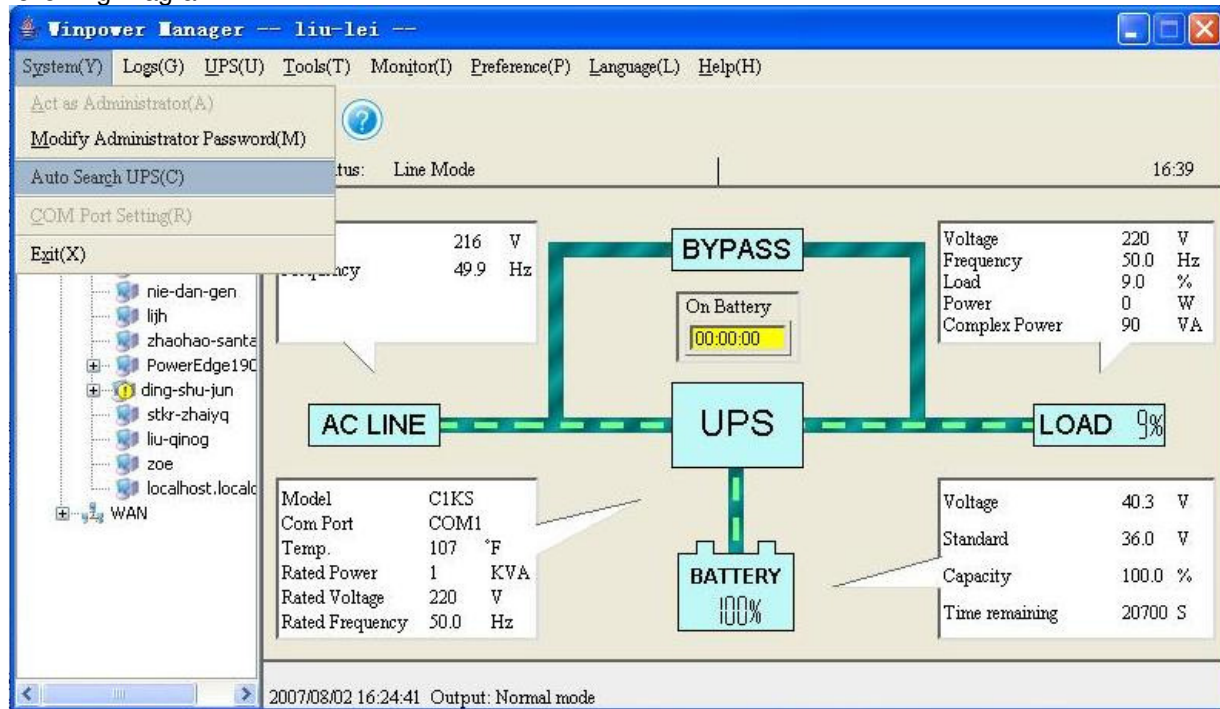 Winpower Manager -- liu-lei --
System(Y) Logs(G) UPS(U) Tools(T) Monitor(I) Preference(P) Language(L) Help(H)
Act as Administrator(A)
Modify Administrator Password(M)
Auto Search UPS(C)
COM Port Setting(R)
Exit(X)
tus: Line Mode
16:39
216 V
49.9 Hz
BYPASS
On Battery
00:00:00
Voltage 220 V
Frequency 50.0 Hz
Load 9.0 %
Power 0 W
Complex Power 90 VA
nie-dan-gen
lijh
zhaohao-santa
PowerEdge190
ding-shu-jun
stkr-zhaiyq
liu-qinog
zoe
localhost.locald
WAN
AC LINE
UPS
LOAD 9%
Model C1KS
Com Port COM1
Temp. 107 °F
Rated Power 1 KVA
Rated Voltage 220 V
Rated Frequency 50.0 Hz
BATTERY
100%
Voltage 40.3 V
Standard 36.0 V
Capacity 100.0 %
Time remaining 20700 S
2007/08/02 16:24:41 Output: Normal mode